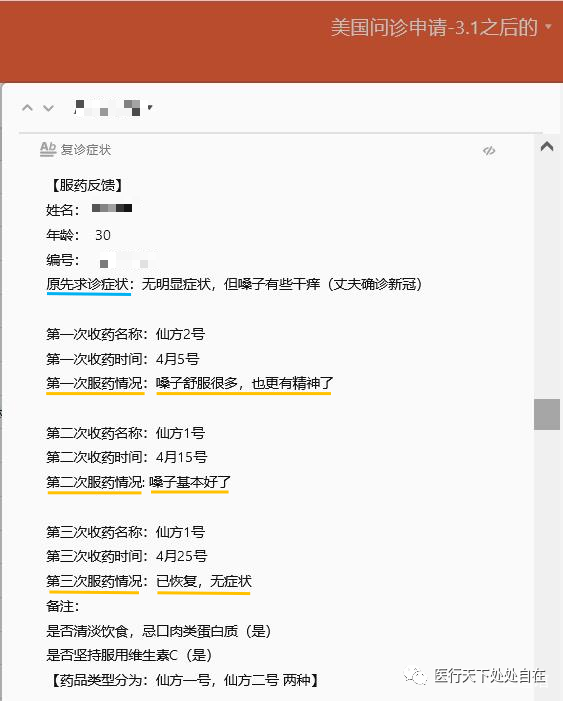 美国问诊申请-3.1之后的
Ab 复诊症状
【服药反馈】
姓名：
年龄： 30
编号：
原先求诊症状：无明显症状，但嗓子有些干痒（丈夫确诊新冠）
第一次收药名称：仙方2号
第一次收药时间：4月5号
第一次服药情况：嗓子舒服很多，也更有精神了
第二次收药名称：仙方1号
第二次收药时间：4月15号
第二次服药情况: 嗓子基本好了
第三次收药名称：仙方1号
第三次收药时间：4月25号
第三次服药情况：已恢复，无症状
备注：
是否清淡饮食，忌口肉类蛋白质（是）
是否坚持服用维生素C（是）
【药品类型分为：仙方一号，仙方二号 两种】
医行天下处处自在